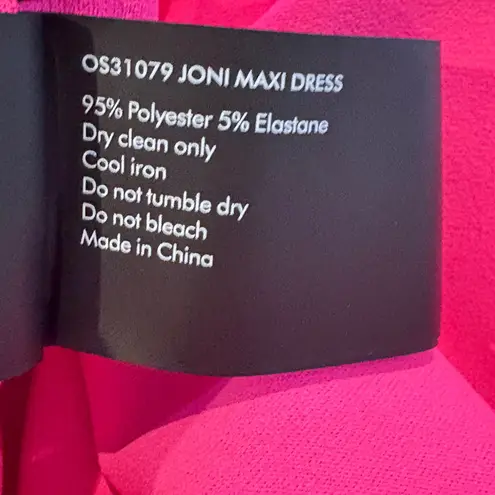 OS31079 JONI MAXI DRESS
95% Polyester 5% Elastane
Dry clean only
Cool iron
Do not tumble dry
Do not bleach
Made in China